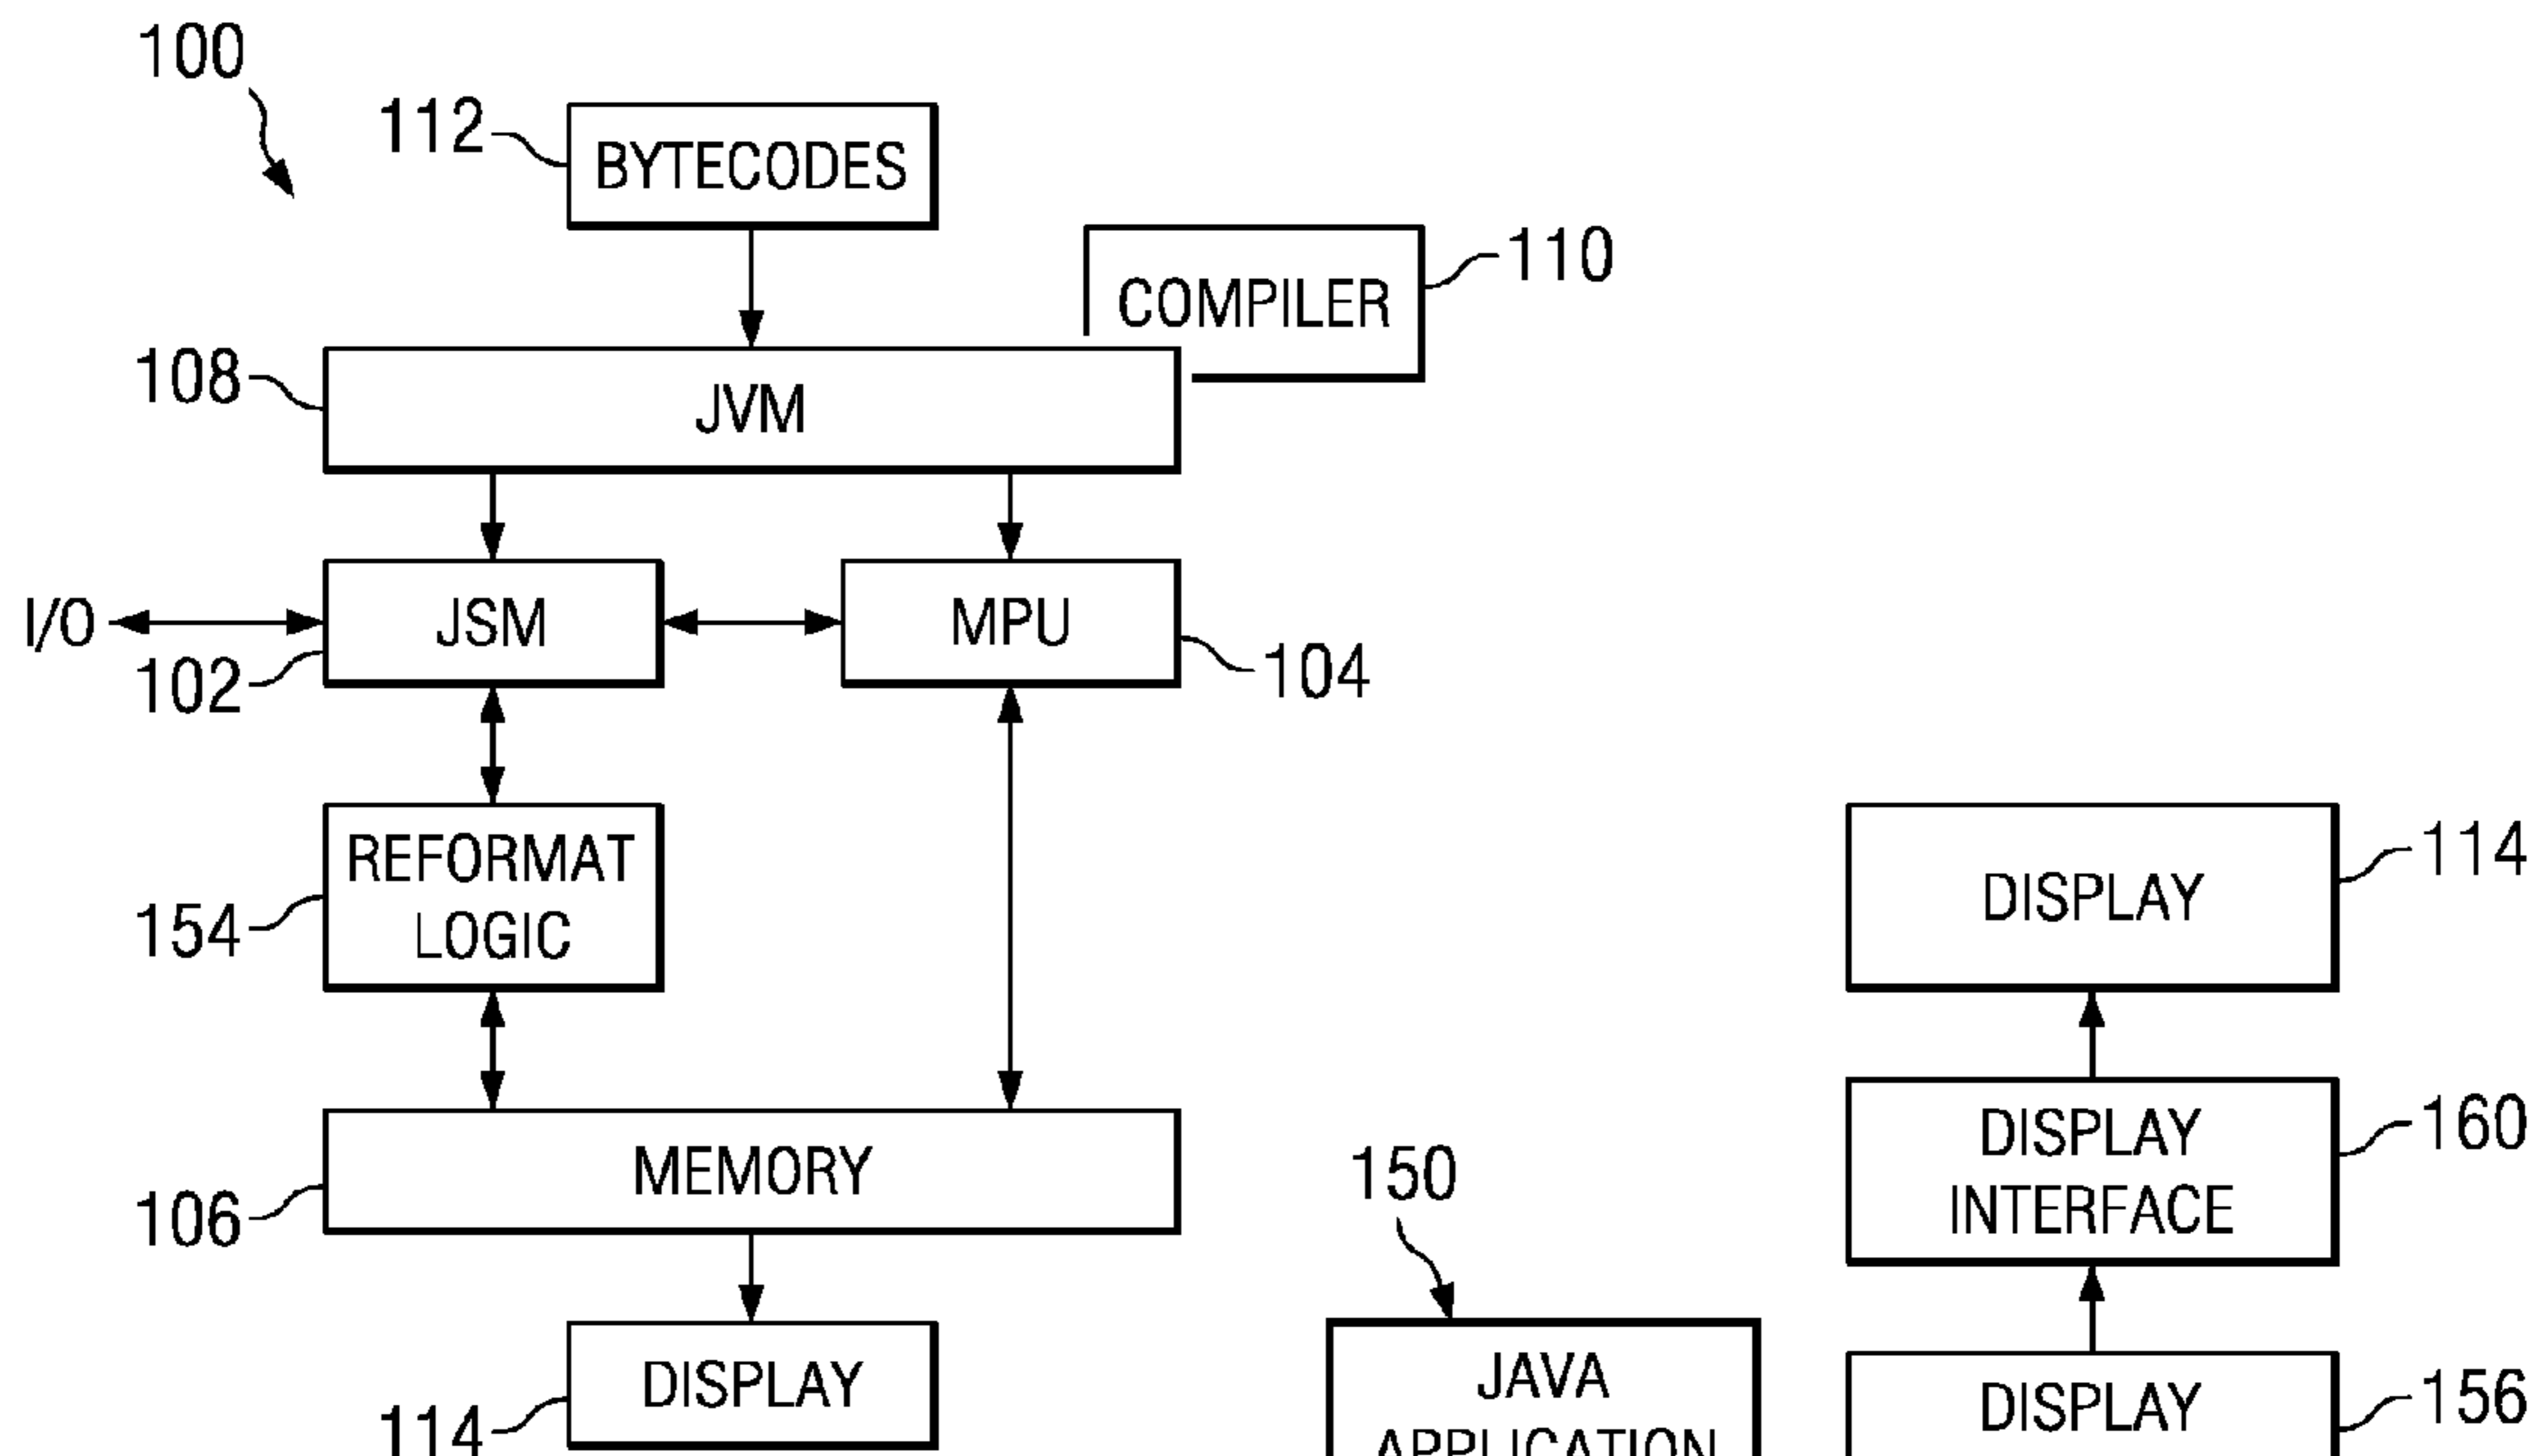 100
112
BYTECODES
COMPILER
110
108
JVM
I/O
JSM
MPU
102
104
REFORMAT
LOGIC
154
MEMORY
106
DISPLAY
114
DISPLAY
114
DISPLAY
INTERFACE
160
150
JAVA
APPLICATION
DISPLAY
156